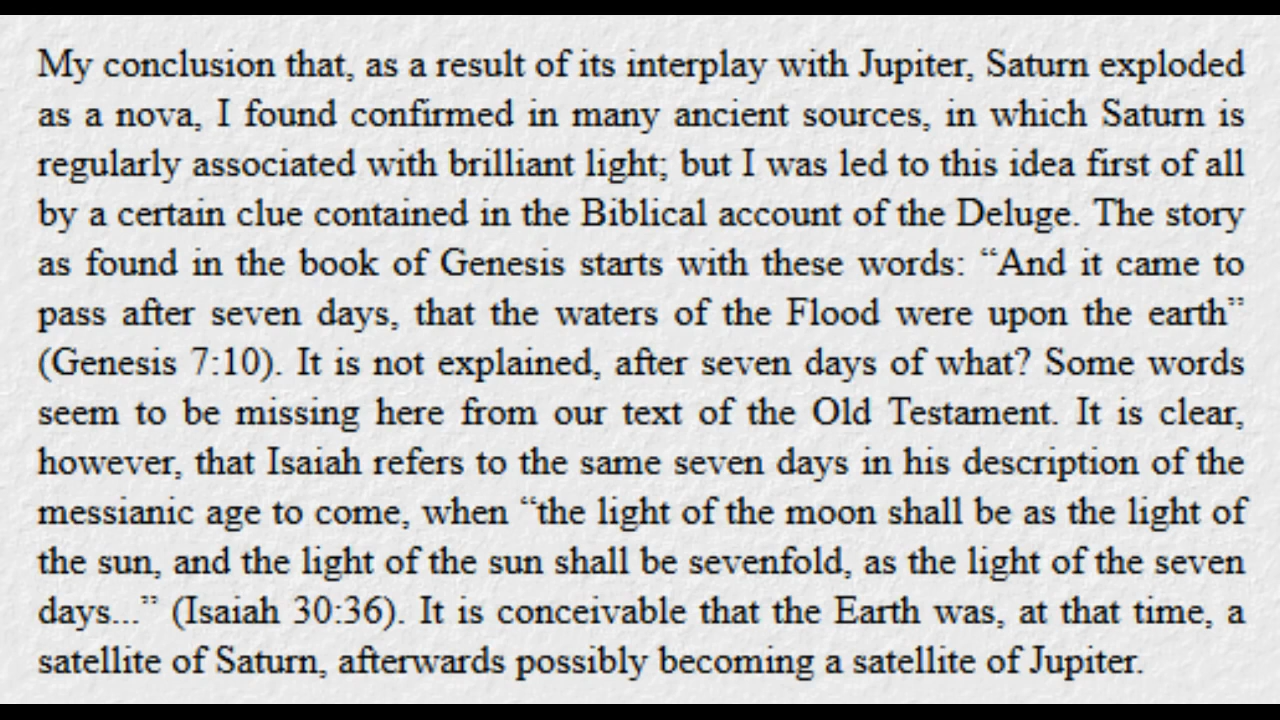 My conclusion that, as a result of its interplay with Jupiter, Saturn exploded
as a nova, I found confirmed in many ancient sources, in which Saturn is
regularly associated with brilliant light; but I was led to this idea first of all
by a certain clue contained in the Biblical account of the Deluge. The story
as found in the book of Genesis starts with these words: “And it came to
pass after seven days, that the waters of the Flood were upon the earth”
(Genesis 7:10). It is not explained, after seven days of what? Some words
seem to be missing here from our text of the Old Testament. It is clear,
however, that Isaiah refers to the same seven days in his description of the
messianic age to come, when “the light of the moon shall be as the light of
the sun, and the light of the sun shall be sevenfold, as the light of the seven
days...” (Isaiah 30:36). It is conceivable that the Earth was, at that time, a
satellite of Saturn, afterwards possibly becoming a satellite of Jupiter.